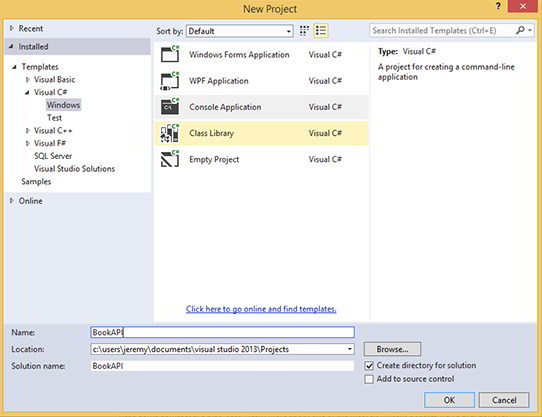 New Project
? ×
Recent
Installed
Sort by: Default
Search Installed Templates (Ctrl+E)
Templates
Visual Basic
Visual C#
Windows
Test
Visual C++
Visual F#
SQL Server
Visual Studio Solutions
Samples
Online
C# Windows Forms Application Visual C#
C# WPF Application Visual C#
C# C:\ Console Application Visual C#
C# Class Library Visual C#
C# Empty Project Visual C#
Type: Visual C#
A project for creating a command-line
application
Click here to go online and find templates.
Name: BookAPI
Location: c:\users\jeremy\documents\visual studio 2013\Projects Browse...
Solution name: BookAPI
Create directory for solution
Add to source control
OK Cancel